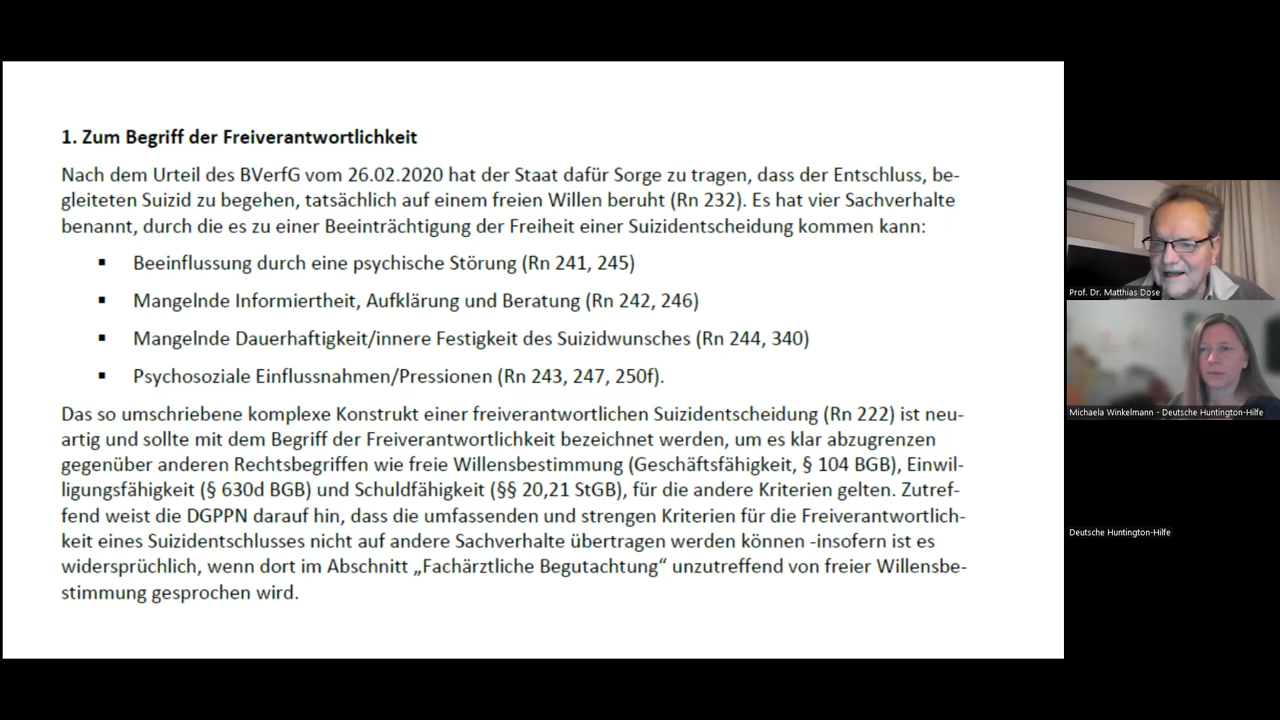 1. Zum Begriff der Freiverantwortlichkeit
Nach dem Urteil des BVerfG vom 26.02.2020 hat der Staat dafür Sorge zu tragen, dass der Entschluss, be-
gleiteten Suizid zu begehen, tatsächlich auf einem freien Willen beruht (Rn 232). Es hat vier Sachverhalte
benannt, durch die es zu einer Beeinträchtigung der Freiheit einer Suizidentscheidung kommen kann:
▪ Beeinflussung durch eine psychische Störung (Rn 241, 245)
▪ Mangelnde Informiertheit, Aufklärung und Beratung (Rn 242, 246)
▪ Mangelnde Dauerhaftigkeit/innere Festigkeit des Suizidwunsches (Rn 244, 340)
▪ Psychosoziale Einflussnahmen/Pressionen (Rn 243, 247, 250f).
Das so umschriebene komplexe Konstrukt einer freiverantwortlichen Suizidentscheidung (Rn 222) ist neu-
artig und sollte mit dem Begriff der Freiverantwortlichkeit bezeichnet werden, um es klar abzugrenzen
gegenüber anderen Rechtsbegriffen wie freie Willensbestimmung (Geschäftsfähigkeit, § 104 BGB), Einwil-
ligungsfähigkeit (§ 630d BGB) und Schuldfähigkeit (§§ 20,21 StGB), für die andere Kriterien gelten. Zutref-
fend weist die DGPPN darauf hin, dass die umfassenden und strengen Kriterien für die Freiverantwortlich-
keit eines Suizidentschlusses nicht auf andere Sachverhalte übertragen werden können -insofern ist es
widersprüchlich, wenn dort im Abschnitt „Fachärztliche Begutachtung“ unzutreffend von freier Willensbe-
stimmung gesprochen wird.
Prof. Dr. Matthias Dose
Michaela Winkelmann - Deutsche Huntington-Hilfe
Deutsche Huntington-Hilfe